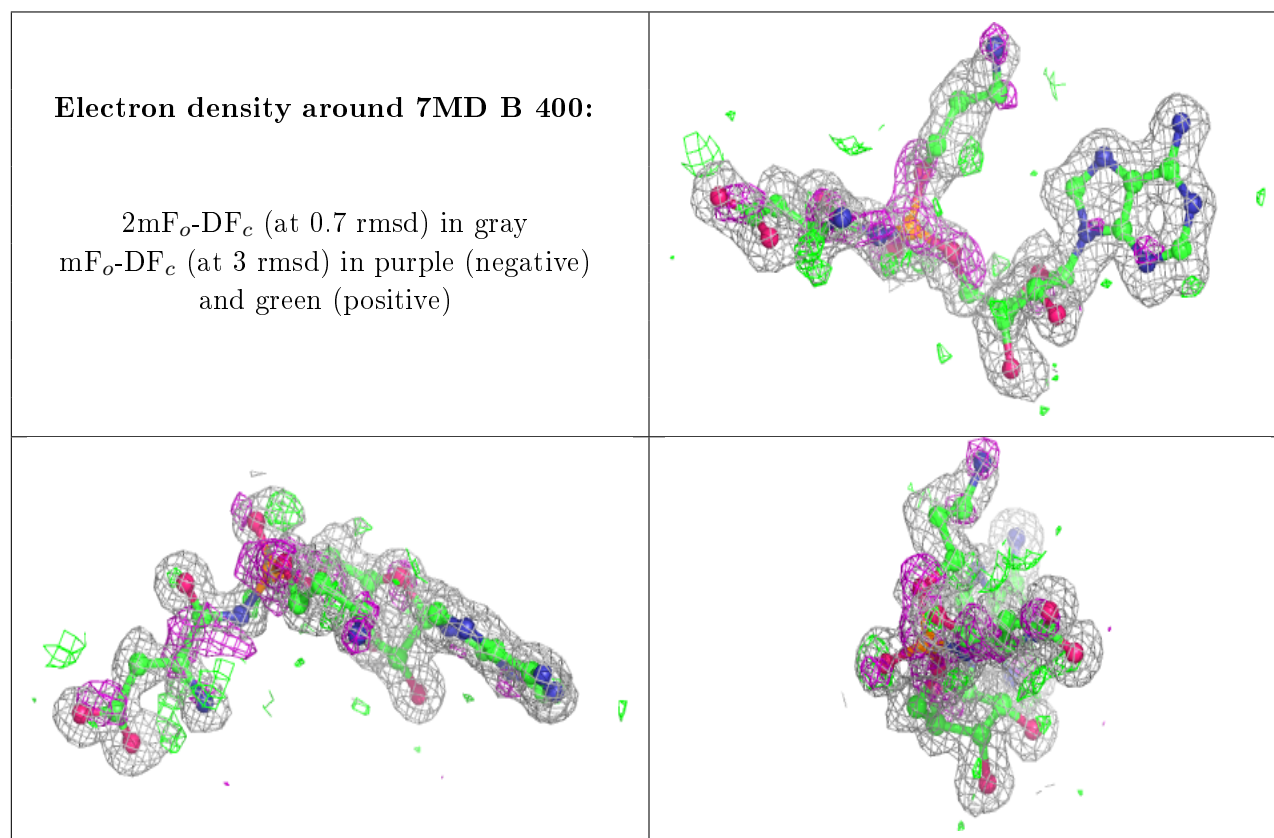 Electron density around 7MD B 400:
2mFₒ-DF𝒸 (at 0.7 rmsd) in gray
mFₒ-DF𝒸 (at 3 rmsd) in purple (negative)
and green (positive)